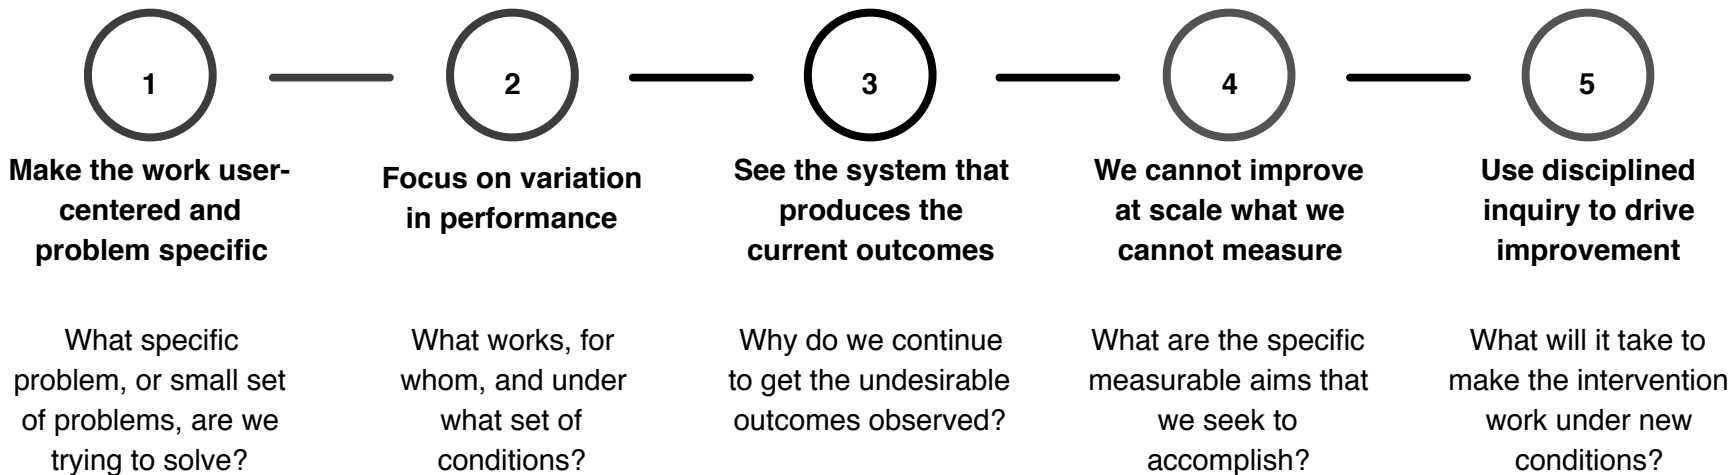 1
Make the work user-
centered and
problem specific
What specific
problem, or small set
of problems, are we
trying to solve?
2
Focus on variation
in performance
What works, for
whom, and under
what set of
conditions?
3
See the system that
produces the
current outcomes
Why do we continue
to get the undesirable
outcomes observed?
4
We cannot improve
at scale what we
cannot measure
What are the specific
measurable aims that
we seek to
accomplish?
5
Use disciplined
inquiry to drive
improvement
What will it take to
make the intervention
work under new
conditions?